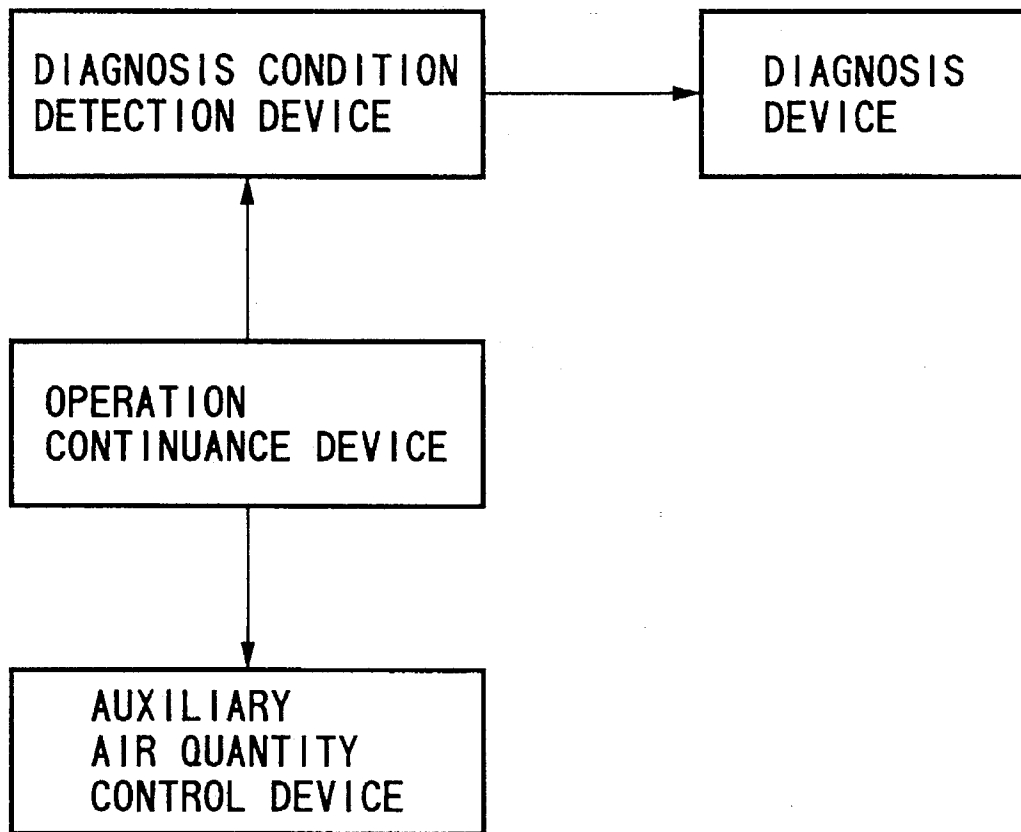 DIAGNOSIS CONDITION
DETECTION DEVICE
DIAGNOSIS
DEVICE
OPERATION
CONTINUANCE DEVICE
AUXILIARY
AIR QUANTITY
CONTROL DEVICE